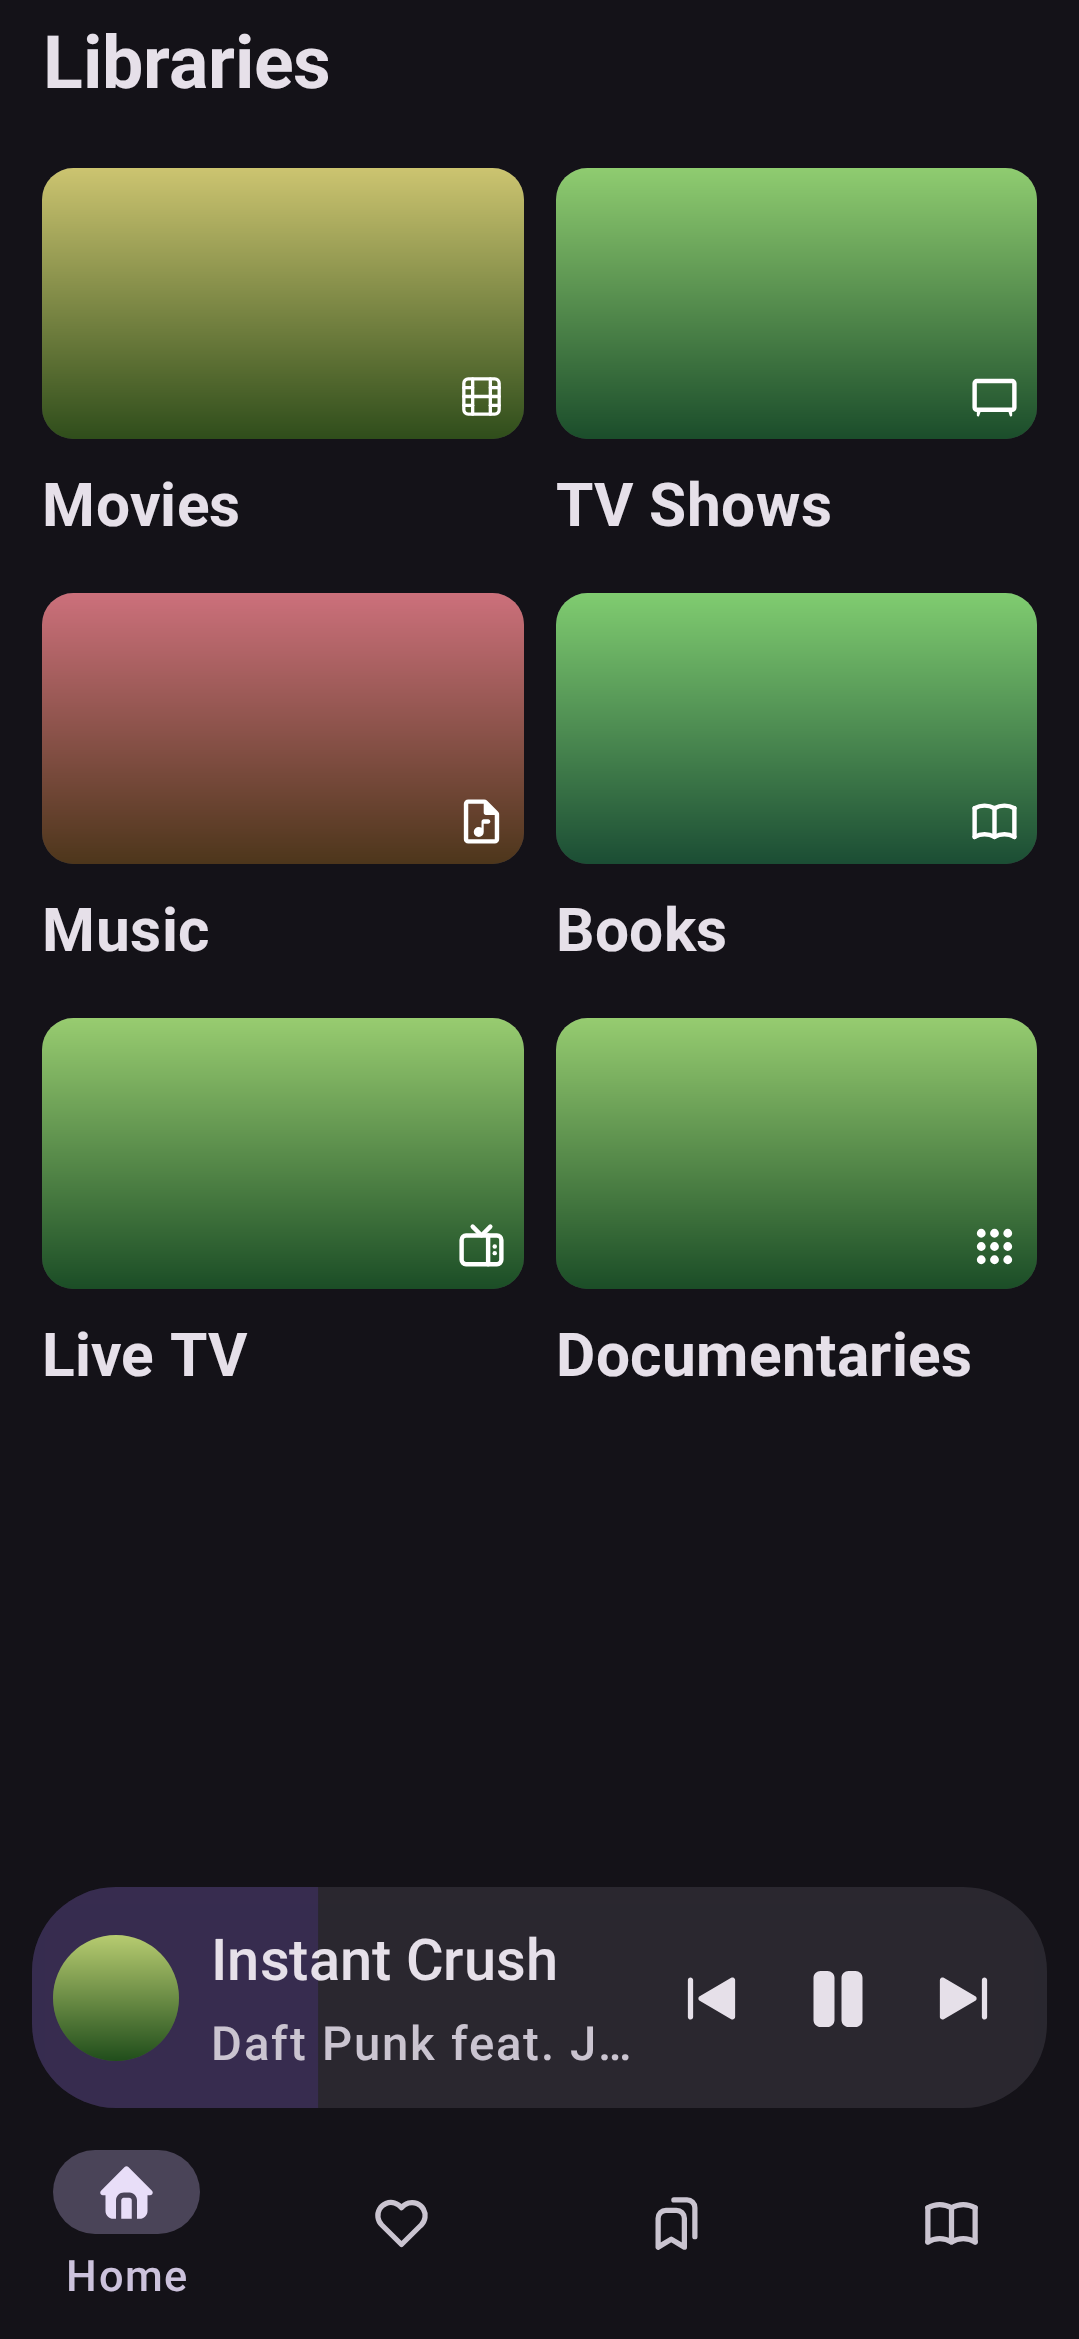 Libraries
Movies
TV Shows
Music
Books
Live TV
Documentaries
Instant Crush
Daft Punk feat. J…
Home